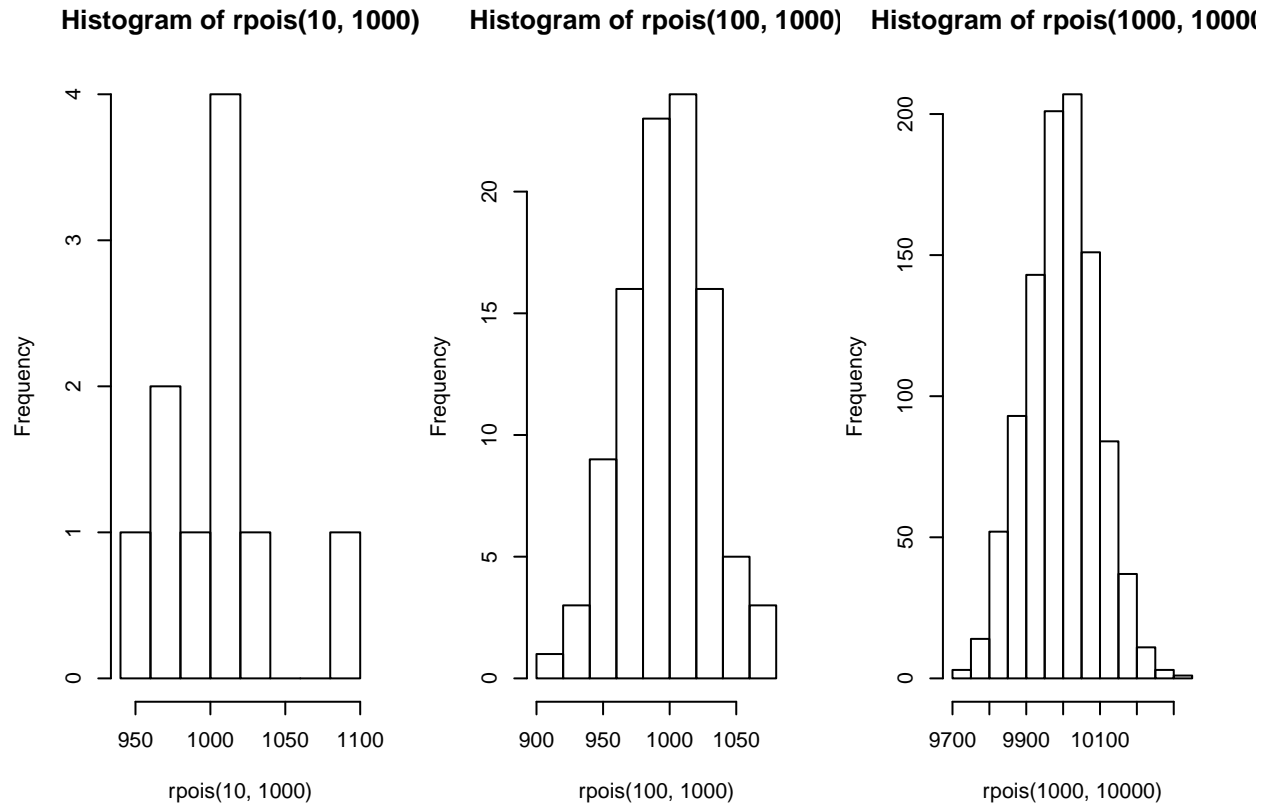 Histogram of rpois(10, 1000)
Frequency
4
3
2
1
0
950 1000 1050 1100
rpois(10, 1000)
Histogram of rpois(100, 1000)
Frequency
20
15
10
5
0
900 950 1000 1050
rpois(100, 1000)
Histogram of rpois(1000, 1000
Frequency
200
150
100
50
0
9700 9900 10100
rpois(1000, 10000)